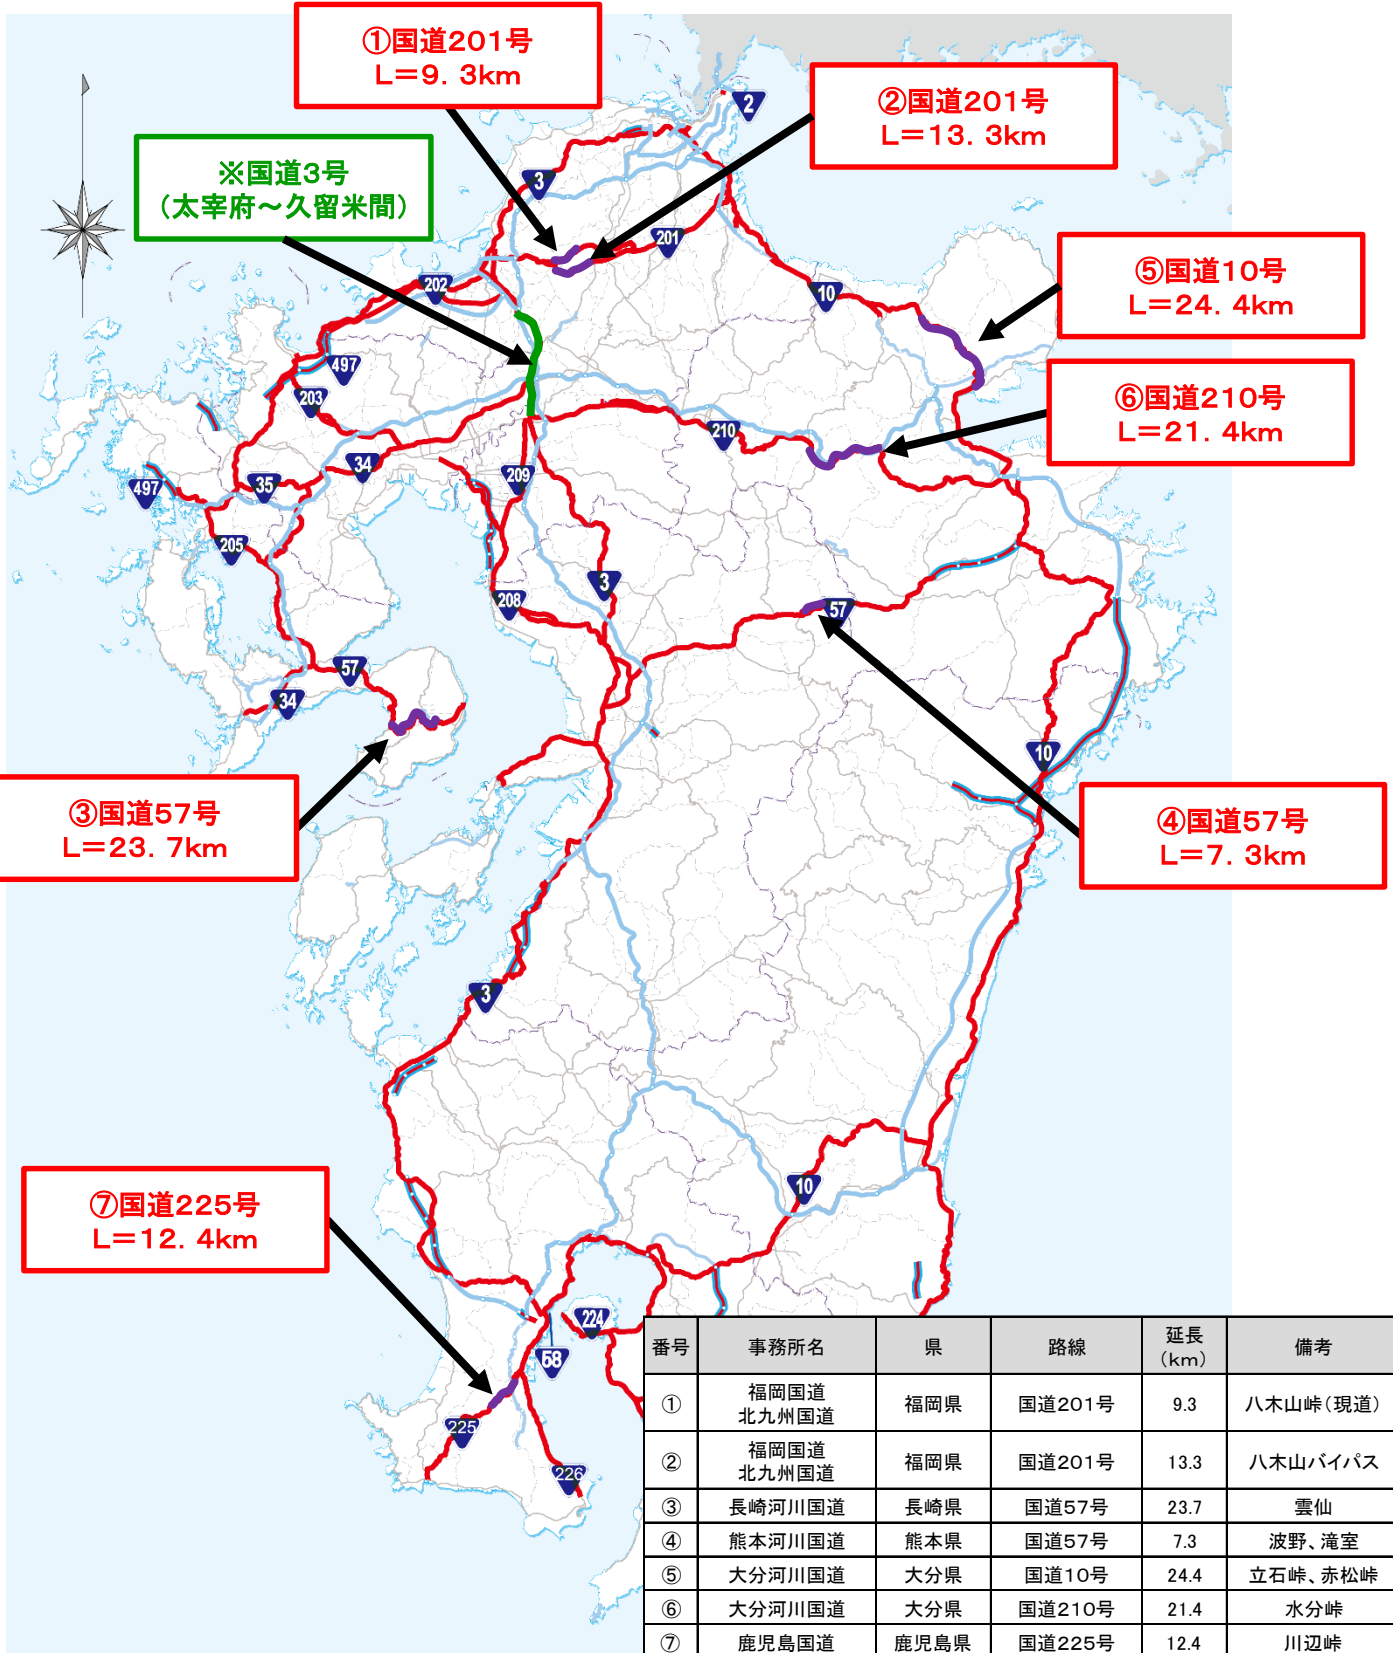 ①国道201号
L=9.3km
②国道201号
L=13.3km
※国道3号
(太宰府~久留米間)
⑤国道10号
L=24.4km
⑥国道210号
L=21.4km
③国道57号
L=23.7km
④国道57号
L=7.3km
⑦国道225号
L=12.4km
2
3
201
202
10
497
203
210
34
209
35
497
205
3
208
57
57
34
10
3
10
224
58
225
226
番号 事務所名 県 路線 延長(km) 備考
① 福岡国道 北九州国道 福岡県 国道201号 9.3 八木山峠(現道)
② 福岡国道 北九州国道 福岡県 国道201号 13.3 八木山バイパス
③ 長崎河川国道 長崎県 国道57号 23.7 雲仙
④ 熊本河川国道 熊本県 国道57号 7.3 波野、滝室
⑤ 大分河川国道 大分県 国道10号 24.4 立石峠、赤松峠
⑥ 大分河川国道 大分県 国道210号 21.4 水分峠
⑦ 鹿児島国道 鹿児島県 国道225号 12.4 川辺峠